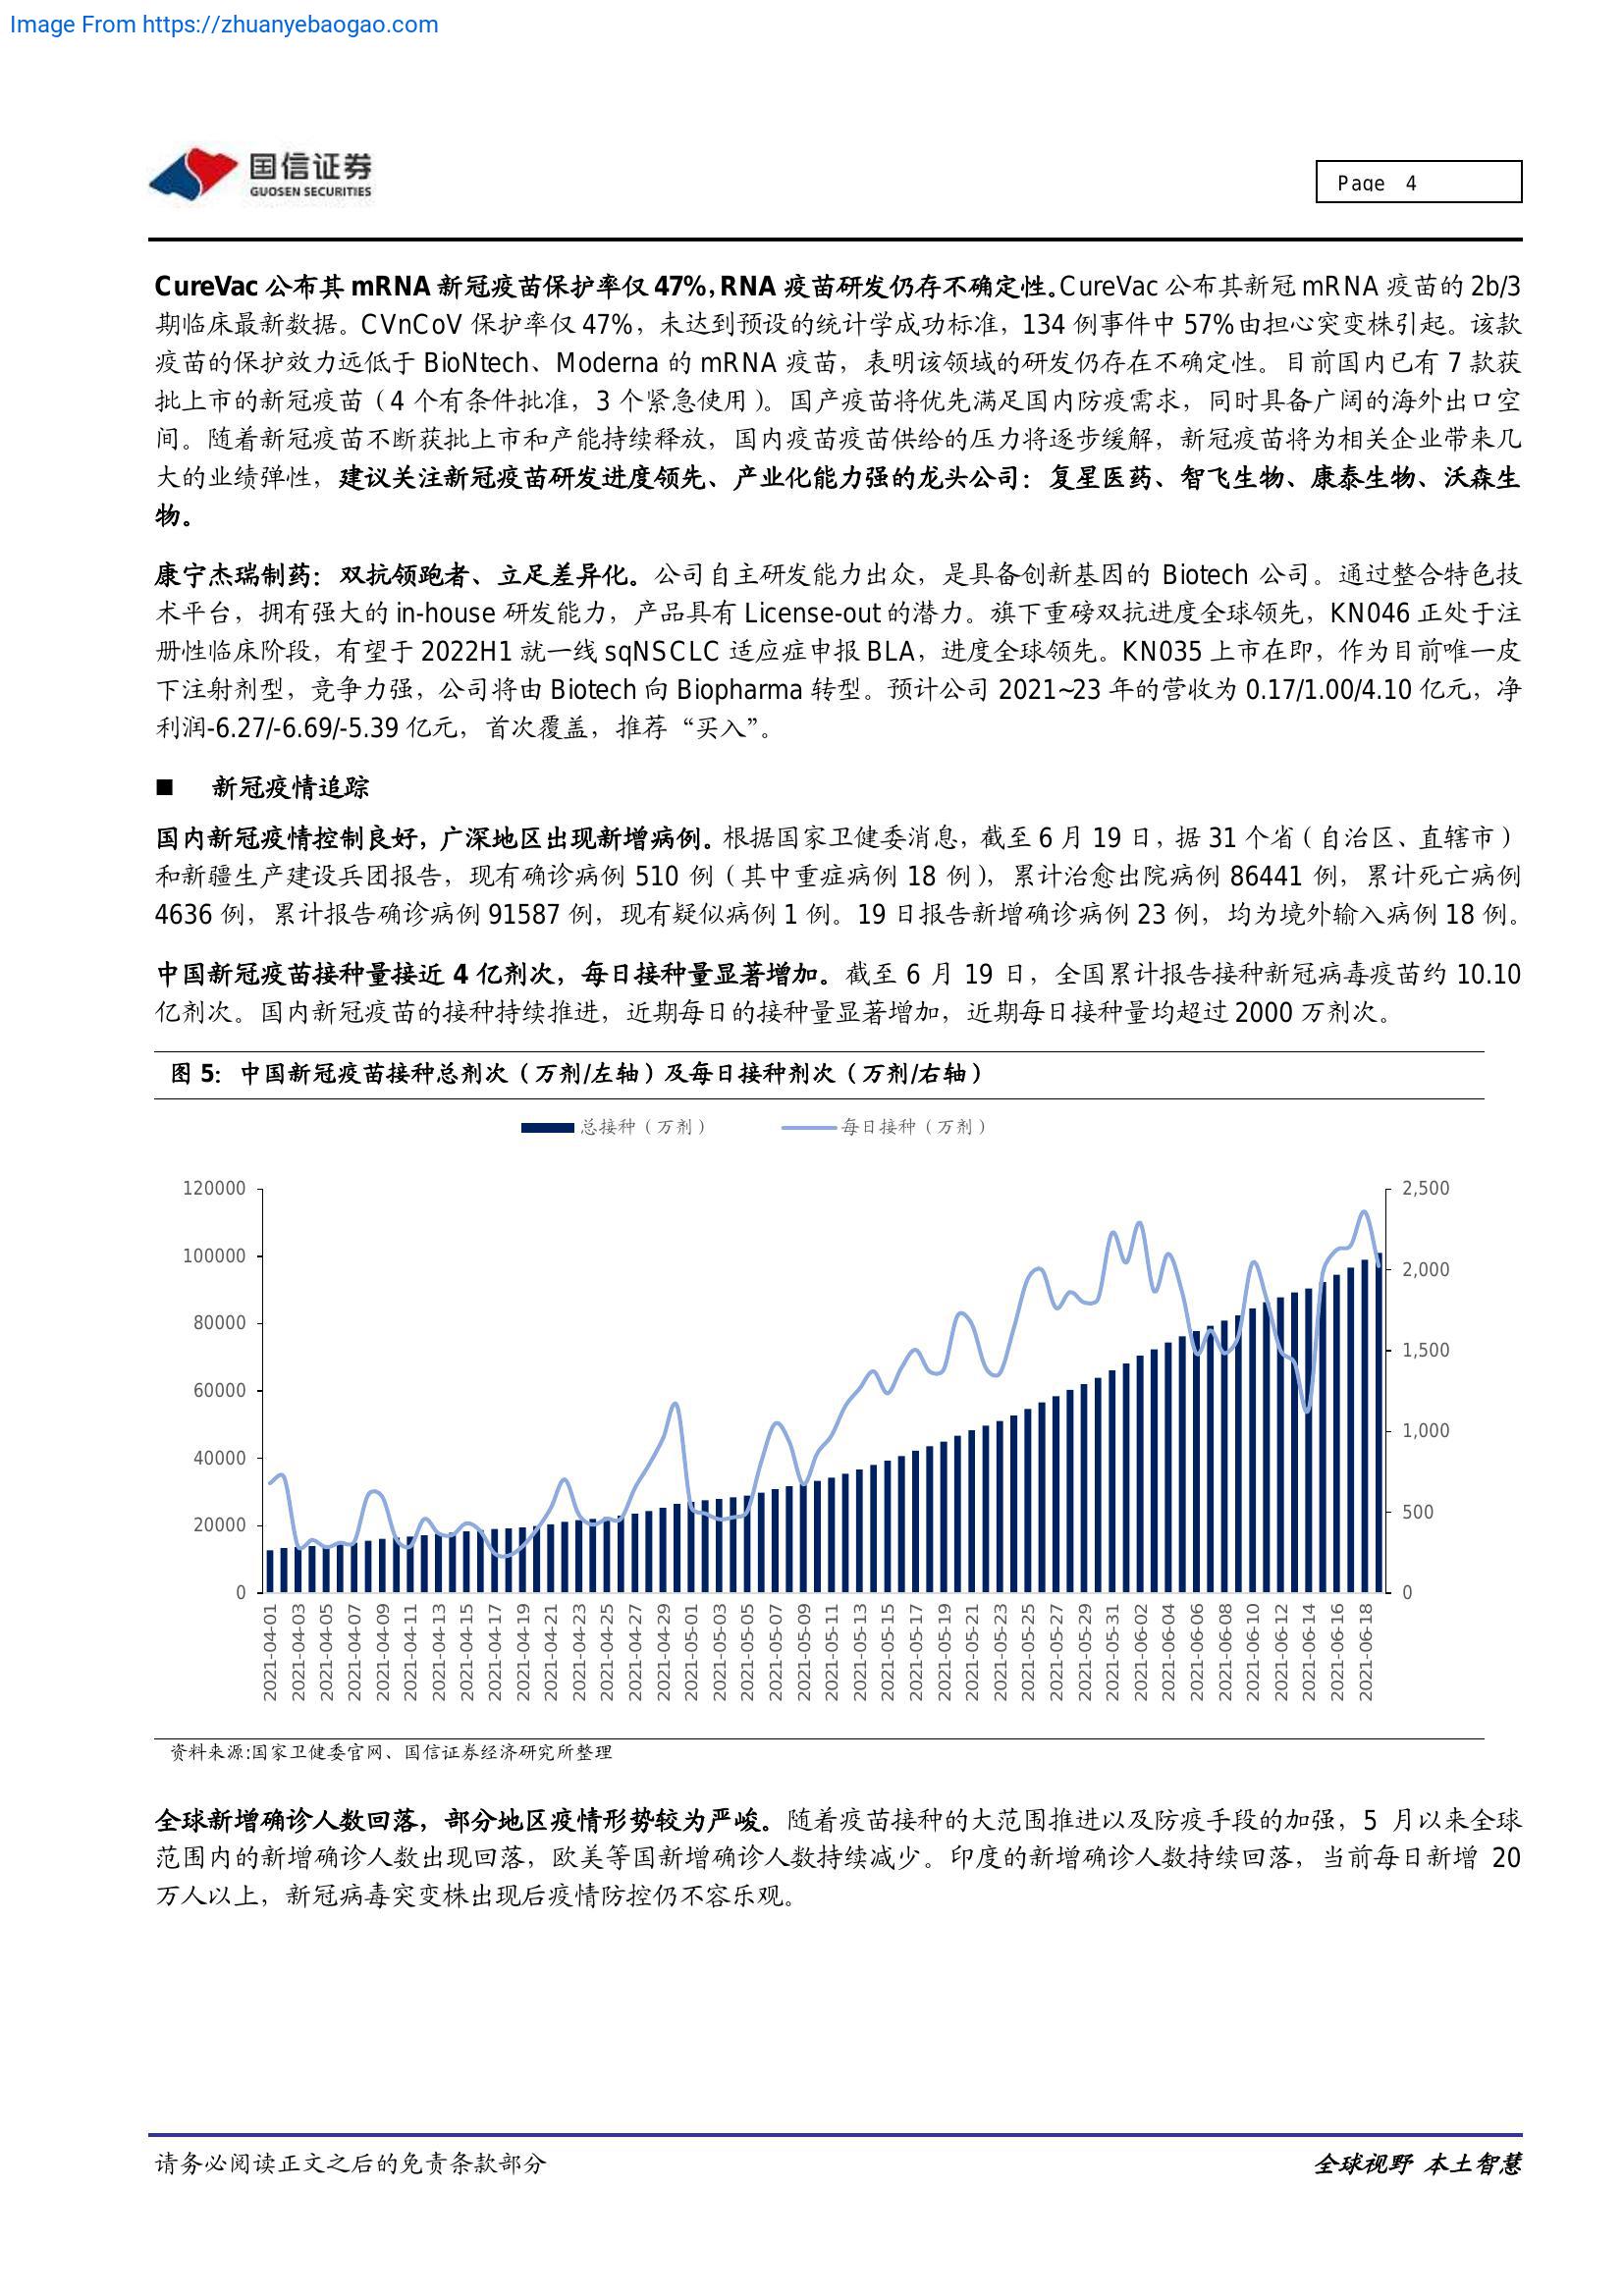 Image From https://zhuanyebaogao.com
国信证券
GUOSEN SECURITIES
Page 4
CureVac 公布其 mRNA 新冠疫苗保护率仅 47%，RNA 疫苗研发仍存不确定性。CureVac 公布其新冠 mRNA 疫苗的 2b/3
期临床最新数据。CVnCoV 保护率仅 47%，未达到预设的统计学成功标准，134 例事件中 57%由担心突变株引起。该款
疫苗的保护效力远低于 BioNtech、Moderna 的 mRNA 疫苗，表明该领域的研发仍存在不确定性。目前国内已有 7 款获
批上市的新冠疫苗（4 个有条件批准，3 个紧急使用）。国产疫苗将优先满足国内防疫需求，同时具备广阔的海外出口空
间。随着新冠疫苗不断获批上市和产能持续释放，国内疫苗疫苗供给的压力将逐步缓解，新冠疫苗将为相关企业带来几
大的业绩弹性，建议关注新冠疫苗研发进度领先、产业化能力强的龙头公司：复星医药、智飞生物、康泰生物、沃森生
物。
康宁杰瑞制药：双抗领跑者、立足差异化。公司自主研发能力出众，是具备创新基因的 Biotech 公司。通过整合特色技
术平台，拥有强大的 in-house 研发能力，产品具有 License-out 的潜力。旗下重磅双抗进度全球领先，KN046 正处于注
册性临床阶段，有望于 2022H1 就一线 sqNSCLC 适应症申报 BLA，进度全球领先。KN035 上市在即，作为目前唯一皮
下注射剂型，竞争力强，公司将由 Biotech 向 Biopharma 转型。预计公司 2021~23 年的营收为 0.17/1.00/4.10 亿元，净
利润-6.27/-6.69/-5.39 亿元，首次覆盖，推荐“买入”。
■ 新冠疫情追踪
国内新冠疫情控制良好，广深地区出现新增病例。根据国家卫健委消息，截至 6 月 19 日，据 31 个省（自治区、直辖市）
和新疆生产建设兵团报告，现有确诊病例 510 例（其中重症病例 18 例），累计治愈出院病例 86441 例，累计死亡病例
4636 例，累计报告确诊病例 91587 例，现有疑似病例 1 例。19 日报告新增确诊病例 23 例，均为境外输入病例 18 例。
中国新冠疫苗接种量接近 4 亿剂次，每日接种量显著增加。截至 6 月 19 日，全国累计报告接种新冠病毒疫苗约 10.10
亿剂次。国内新冠疫苗的接种持续推进，近期每日的接种量显著增加，近期每日接种量均超过 2000 万剂次。
图 5：中国新冠疫苗接种总剂次（万剂/左轴）及每日接种剂次（万剂/右轴）
总接种（万剂） 每日接种（万剂）
120000 2,500
100000 2,000
80000 1,500
60000 1,000
40000 500
20000 0
0
2021-04-01
2021-04-03
2021-04-05
2021-04-07
2021-04-09
2021-04-11
2021-04-13
2021-04-15
2021-04-17
2021-04-19
2021-04-21
2021-04-23
2021-04-25
2021-04-27
2021-04-29
2021-05-01
2021-05-03
2021-05-05
2021-05-07
2021-05-09
2021-05-11
2021-05-13
2021-05-15
2021-05-17
2021-05-19
2021-05-21
2021-05-23
2021-05-25
2021-05-27
2021-05-29
2021-05-31
2021-06-02
2021-06-04
2021-06-06
2021-06-08
2021-06-10
2021-06-12
2021-06-14
2021-06-16
2021-06-18
资料来源:国家卫健委官网、国信证券经济研究所整理
全球新增确诊人数回落，部分地区疫情形势较为严峻。随着疫苗接种的大范围推进以及防疫手段的加强，5 月以来全球
范围内的新增确诊人数出现回落，欧美等国新增确诊人数持续减少。印度的新增确诊人数持续回落，当前每日新增 20
万人以上，新冠病毒突变株出现后疫情防控仍不容乐观。
请务必阅读正文之后的免责条款部分
全球视野 本土智慧